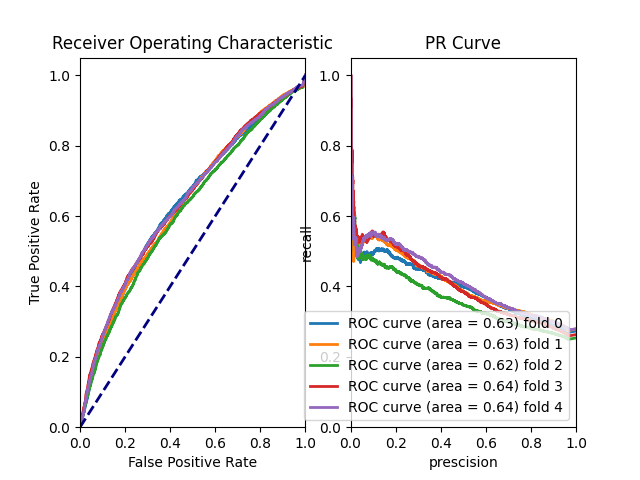 Receiver Operating Characteristic
True Positive Rate
1.0
0.8
0.6
0.4
0.2
0.0
0.0 0.2 0.4 0.6 0.8 1.0
False Positive Rate
PR Curve
recall
1.0
0.8
0.6
0.4
0.2
0.0
ROC curve (area = 0.63) fold 0
ROC curve (area = 0.63) fold 1
ROC curve (area = 0.62) fold 2
ROC curve (area = 0.64) fold 3
ROC curve (area = 0.64) fold 4
0.0 0.2 0.4 0.6 0.8 1.0
prescision